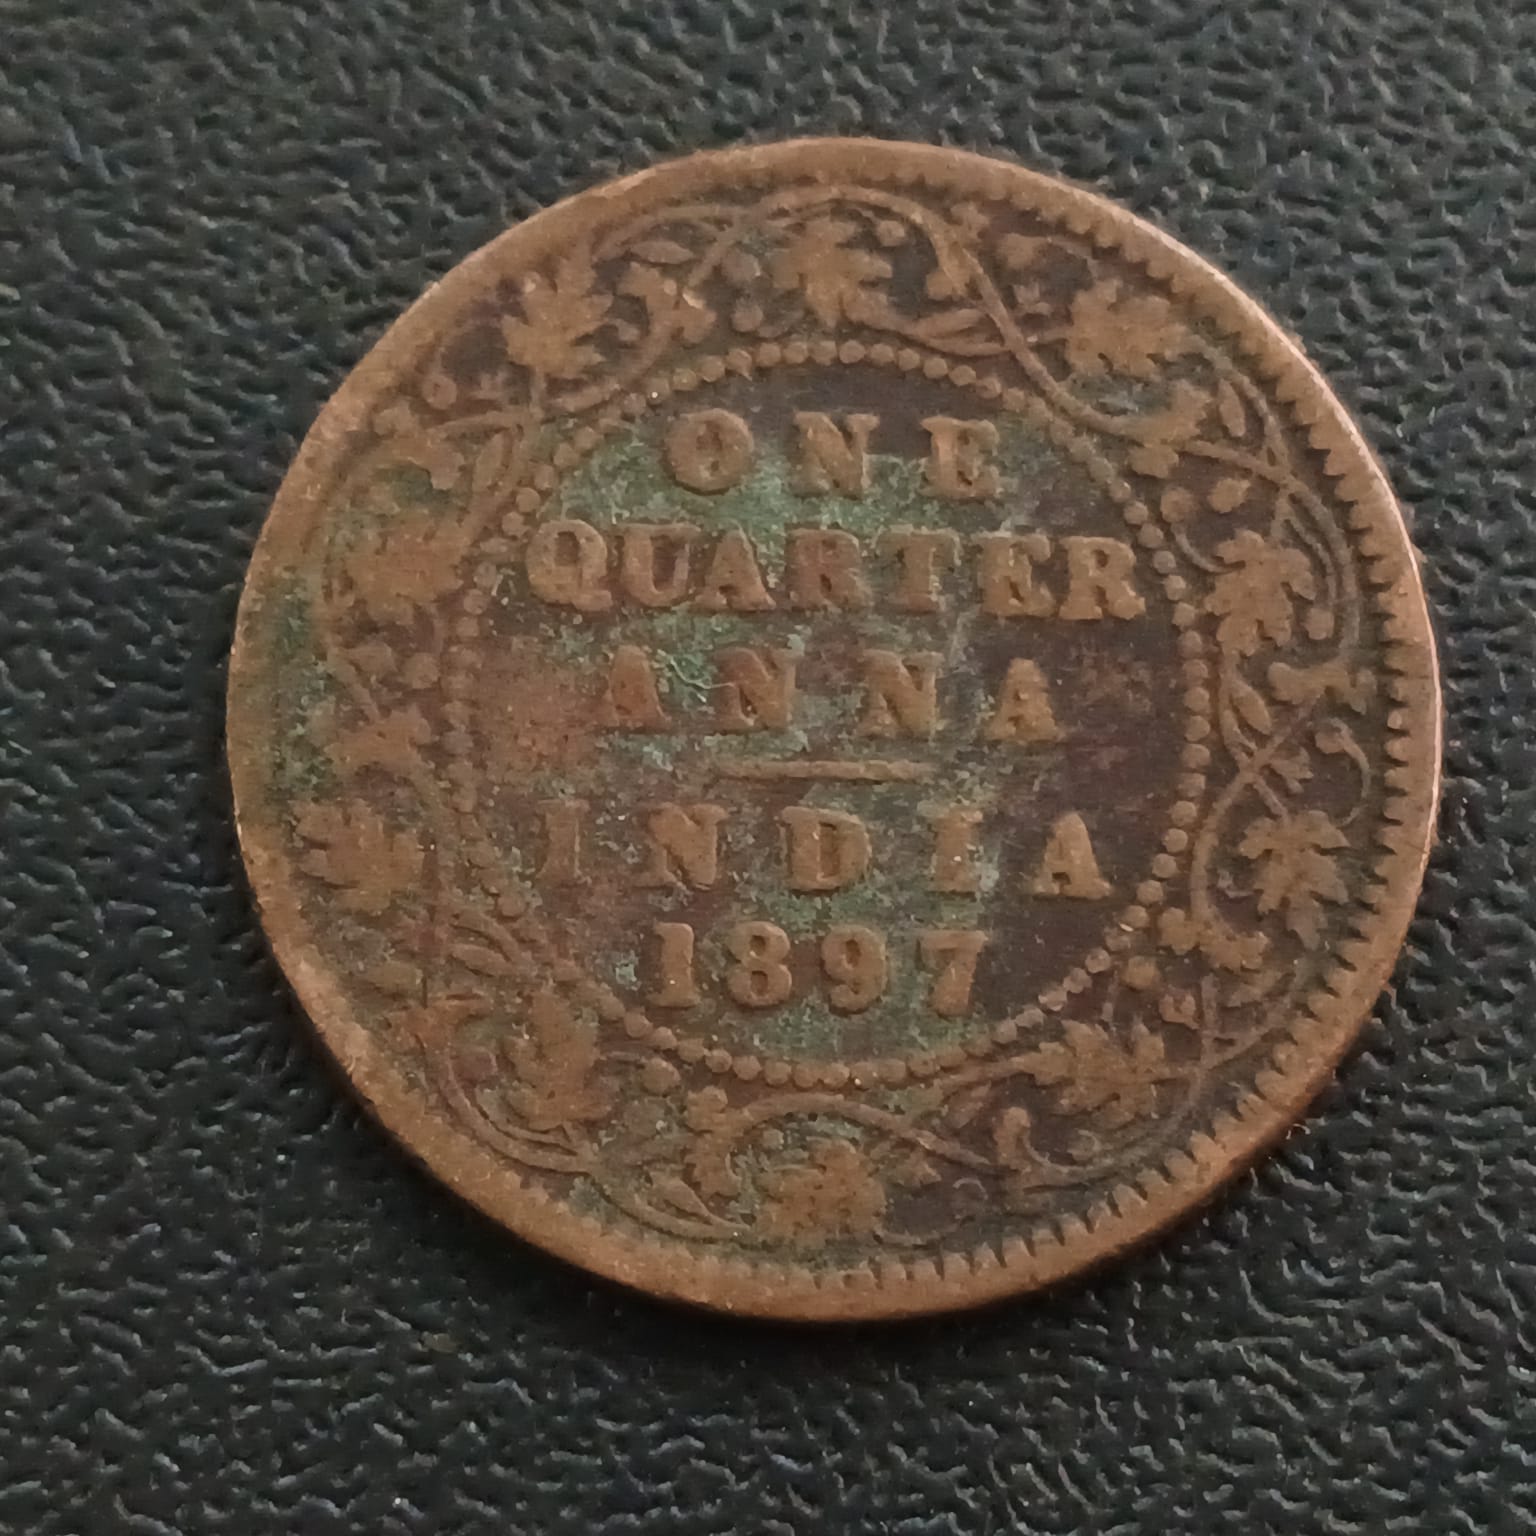 ONE
QUARTER
ANNA
INDIA
1897